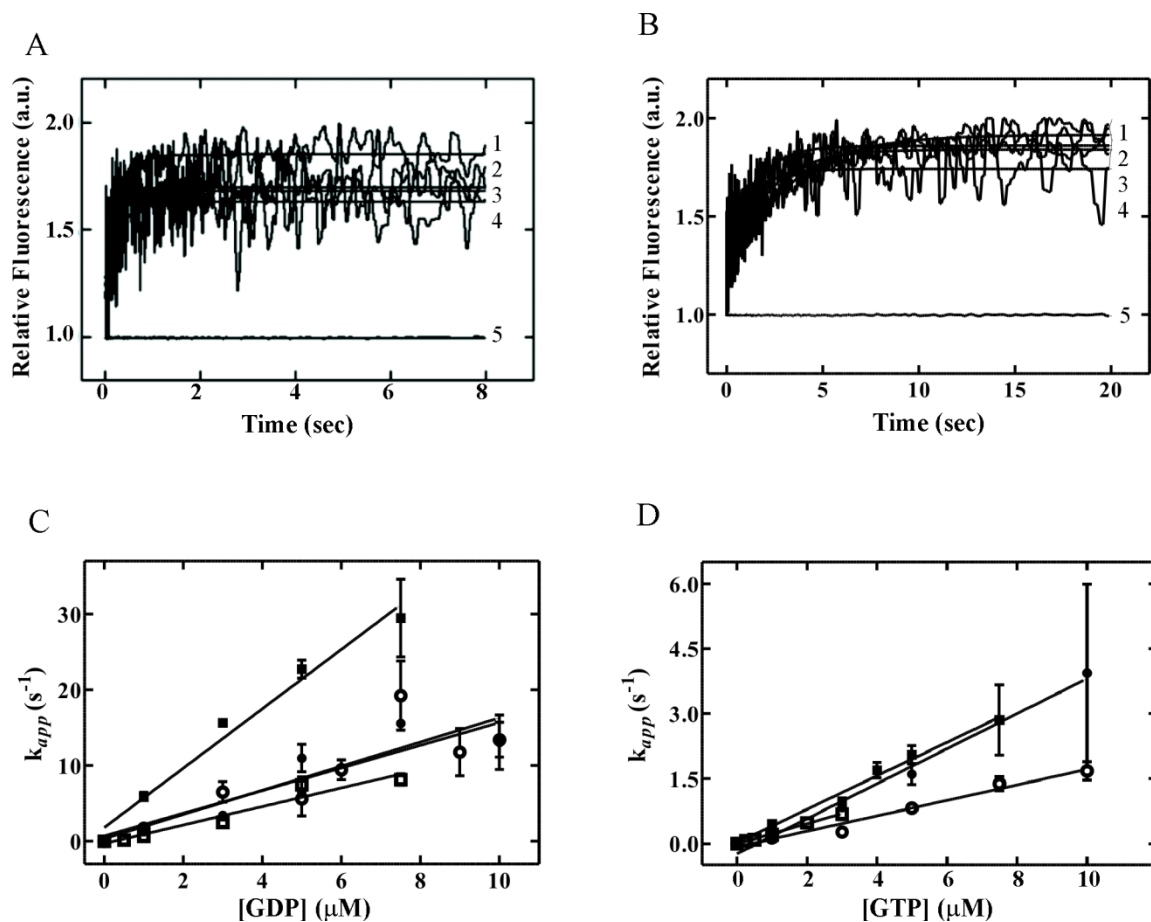 A
Relative Fluorescence (a.u.)
2.0
1.5
1.0
1
2
3
4
5
0 2 4 6 8
Time (sec)
B
Relative Fluorescence (a.u.)
2.0
1.5
1.0
1
2
3
4
5
0 5 10 15 20
Time (sec)
C
k_app (s⁻¹)
30
20
10
0
0 2 4 6 8 10
[GDP] (μM)
D
k_app (s⁻¹)
6.0
4.5
3.0
1.5
0.0
0 2 4 6 8 10
[GTP] (μM)